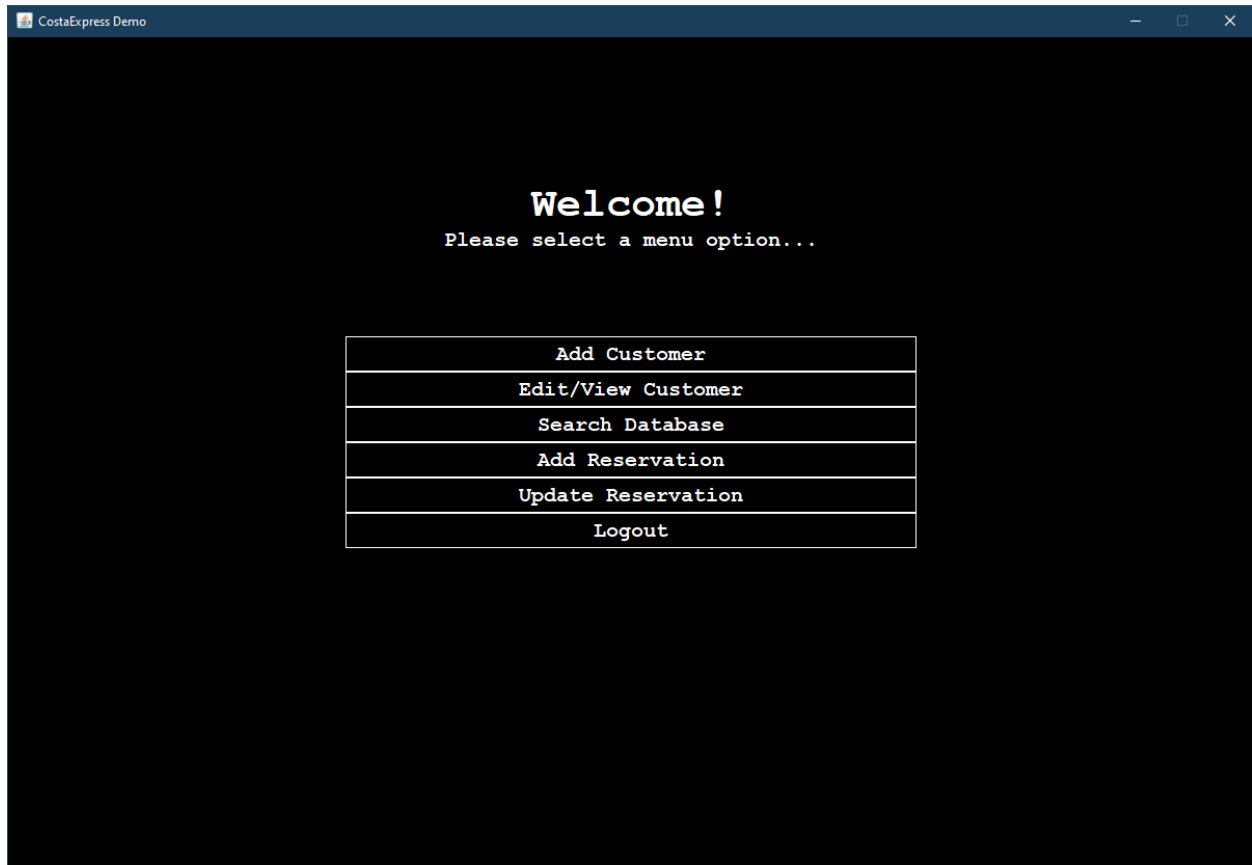 CostaExpress Demo
Welcome!
Please select a menu option...
Add Customer
Edit/View Customer
Search Database
Add Reservation
Update Reservation
Logout